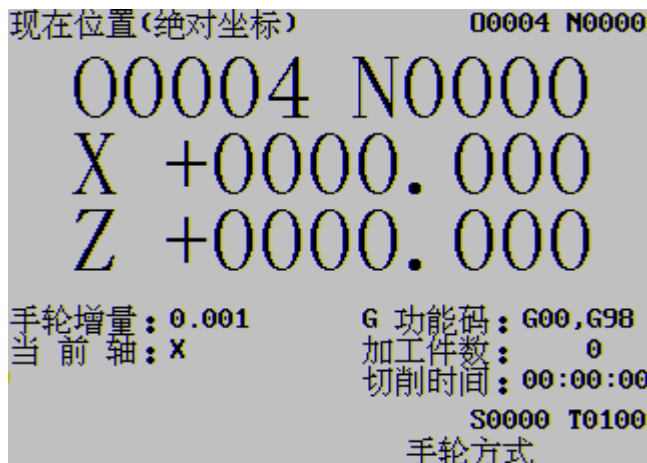 现在位置(绝对坐标) O0004 N0000
O0004 N0000
X +0000.000
Z +0000.000
手轮增量:0.001 G 功能码:G00,G98
当 前 轴:X 加工件数: 0
切削时间:00:00:00
S0000 T0100
手轮方式